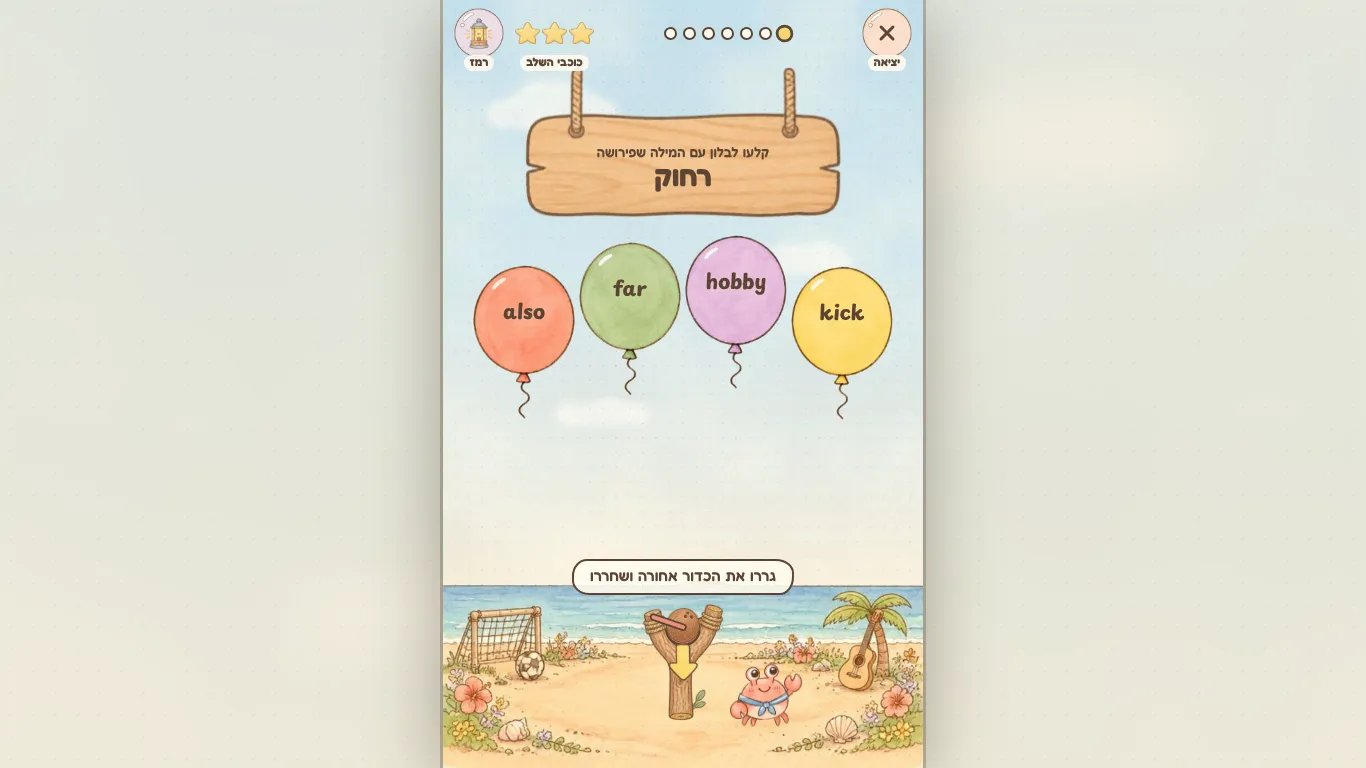 רמז
כוכבי השלב
יציאה
קלעו לבלון עם המילה שפירושה
רחוק
also
far
hobby
kick
גררו את הכדור אחורה ושחררו